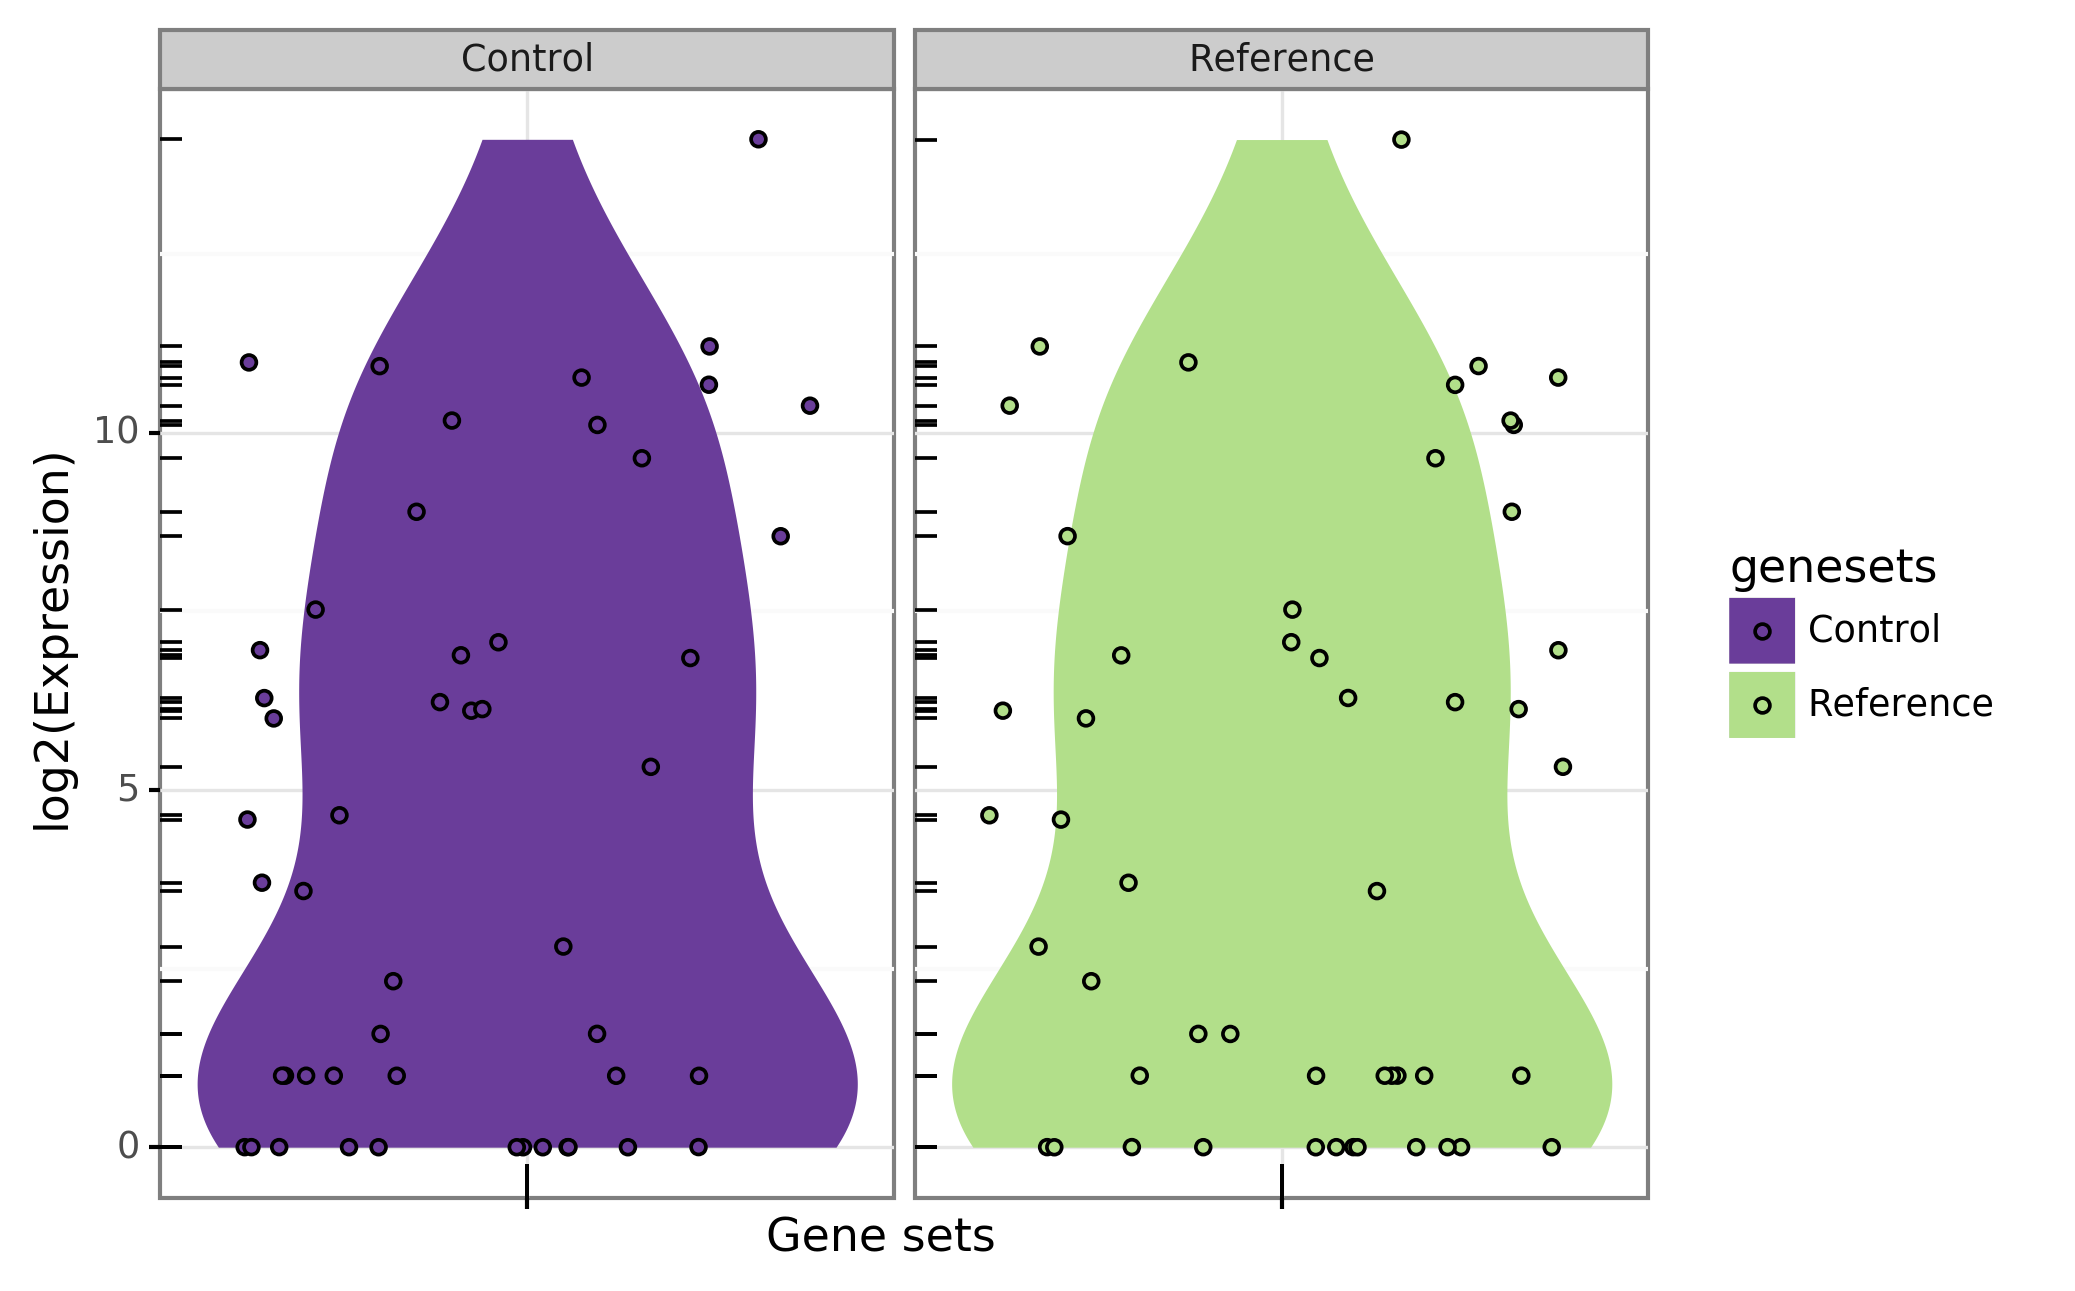 Control
Reference
10
5
0
log2(Expression)
Gene sets
genesets
Control
Reference